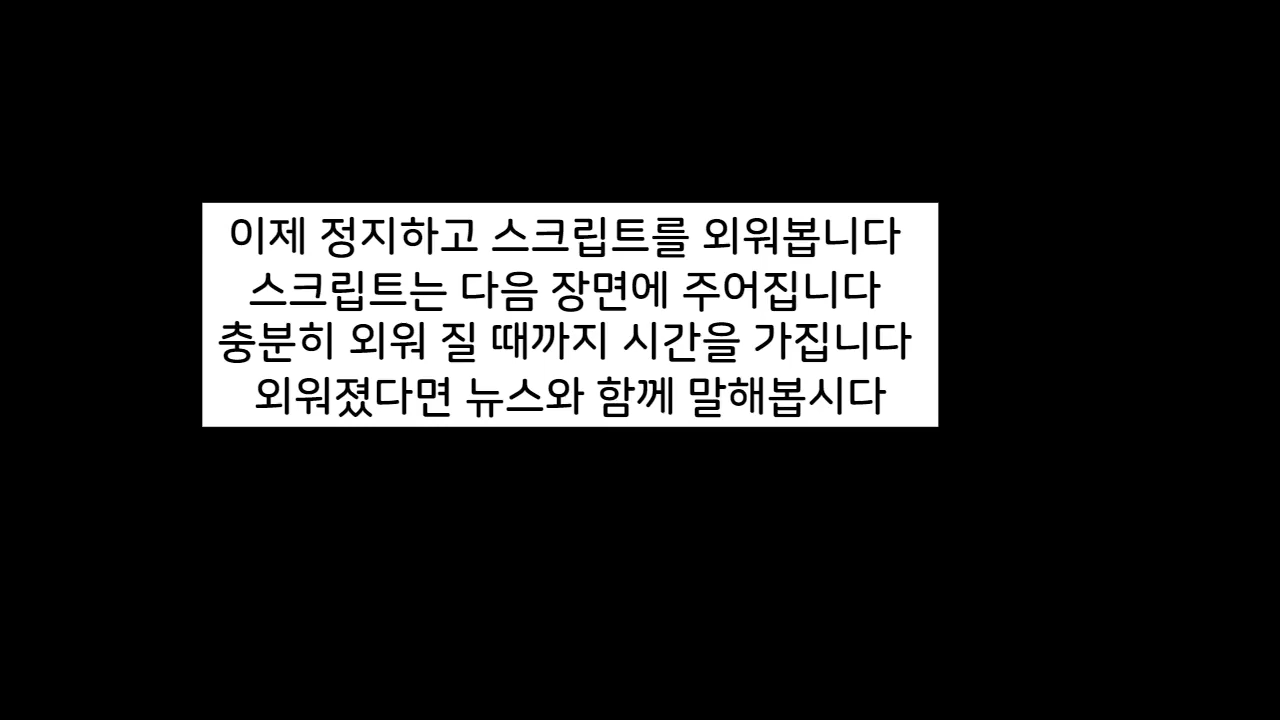 이제 정지하고 스크립트를 외워봅니다
스크립트는 다음 장면에 주어집니다
충분히 외워 질 때까지 시간을 가집니다
외워졌다면 뉴스와 함께 말해봅시다